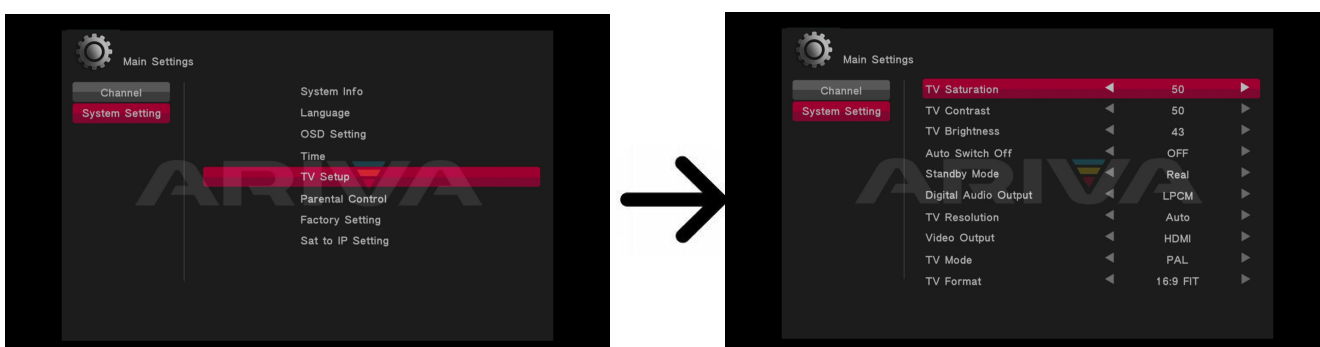 Main Settings
Channel
System Setting
System Info
Language
OSD Setting
Time
TV Setup
Parental Control
Factory Setting
Sat to IP Setting
ARIVA
Main Settings
Channel
System Setting
TV Saturation 50
TV Contrast 50
TV Brightness 43
Auto Switch Off OFF
Standby Mode Real
Digital Audio Output LPCM
TV Resolution Auto
Video Output HDMI
TV Mode PAL
TV Format 16:9 FIT
ARIVA